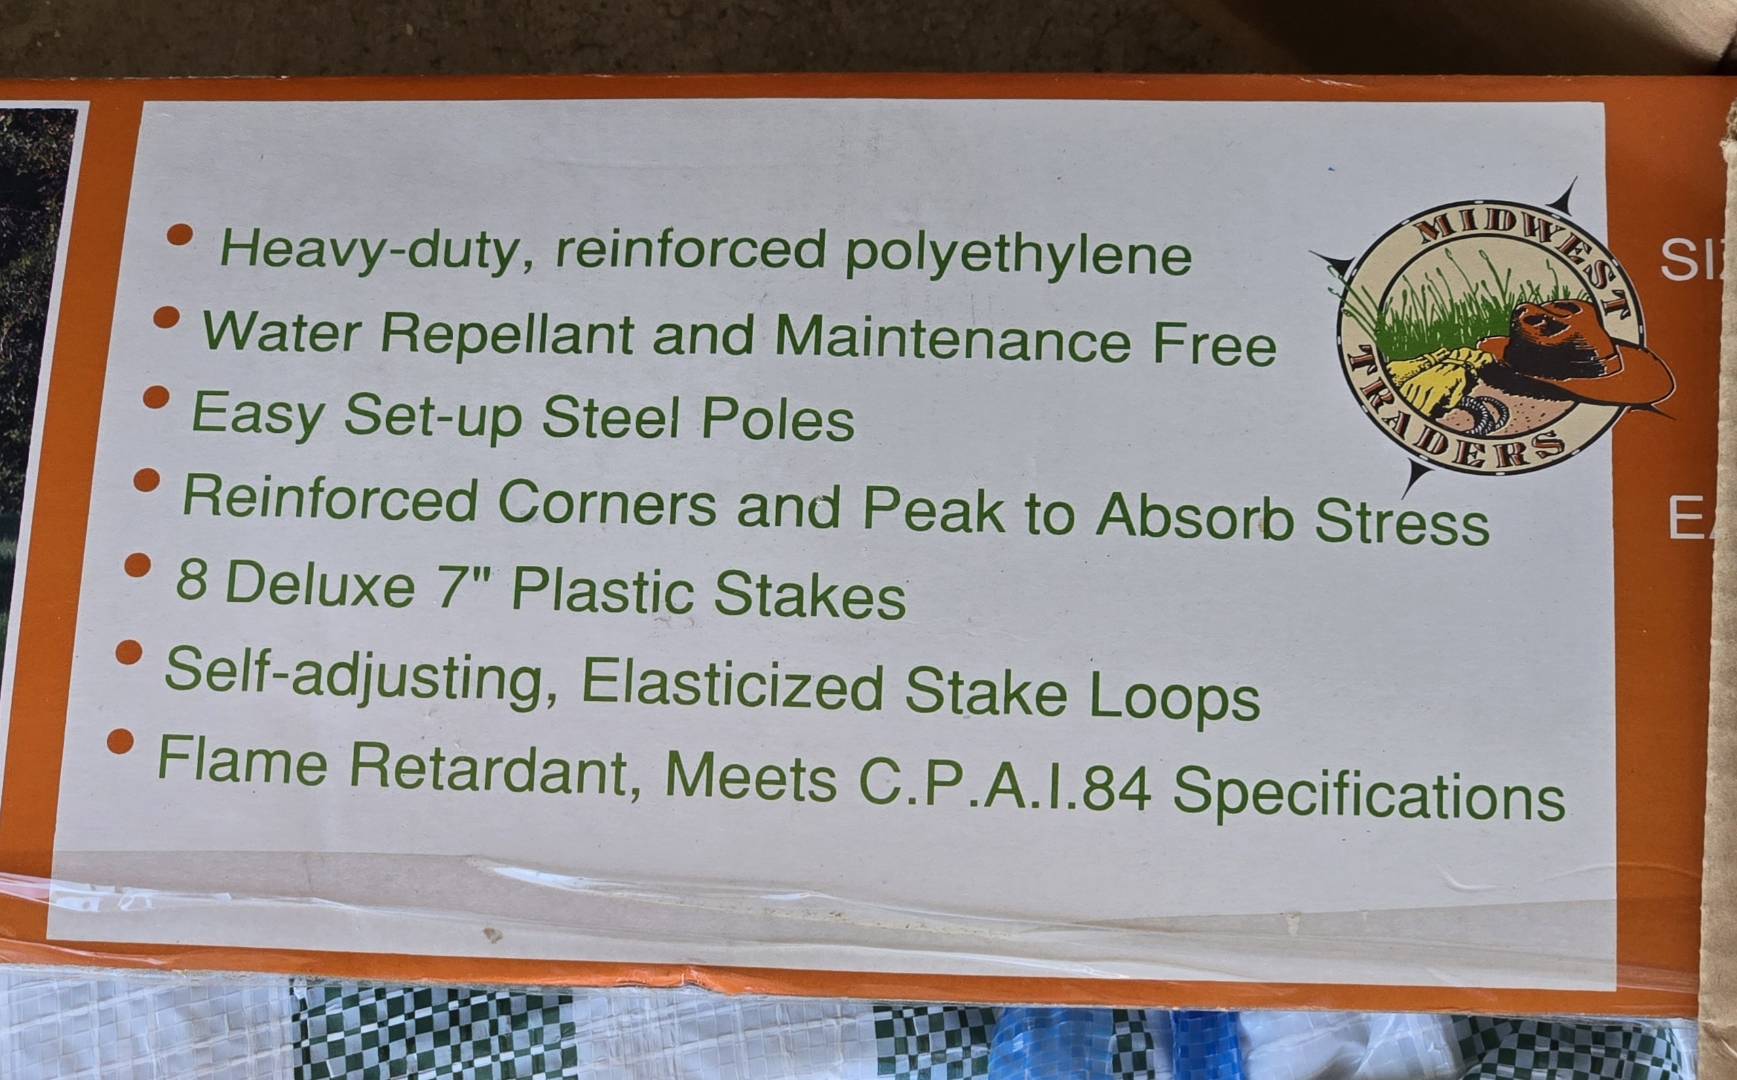 • Heavy-duty, reinforced polyethylene
• Water Repellant and Maintenance Free
• Easy Set-up Steel Poles
• Reinforced Corners and Peak to Absorb Stress
• 8 Deluxe 7" Plastic Stakes
• Self-adjusting, Elasticized Stake Loops
• Flame Retardant, Meets C.P.A.I.84 Specifications
MIDWEST
TRADERS